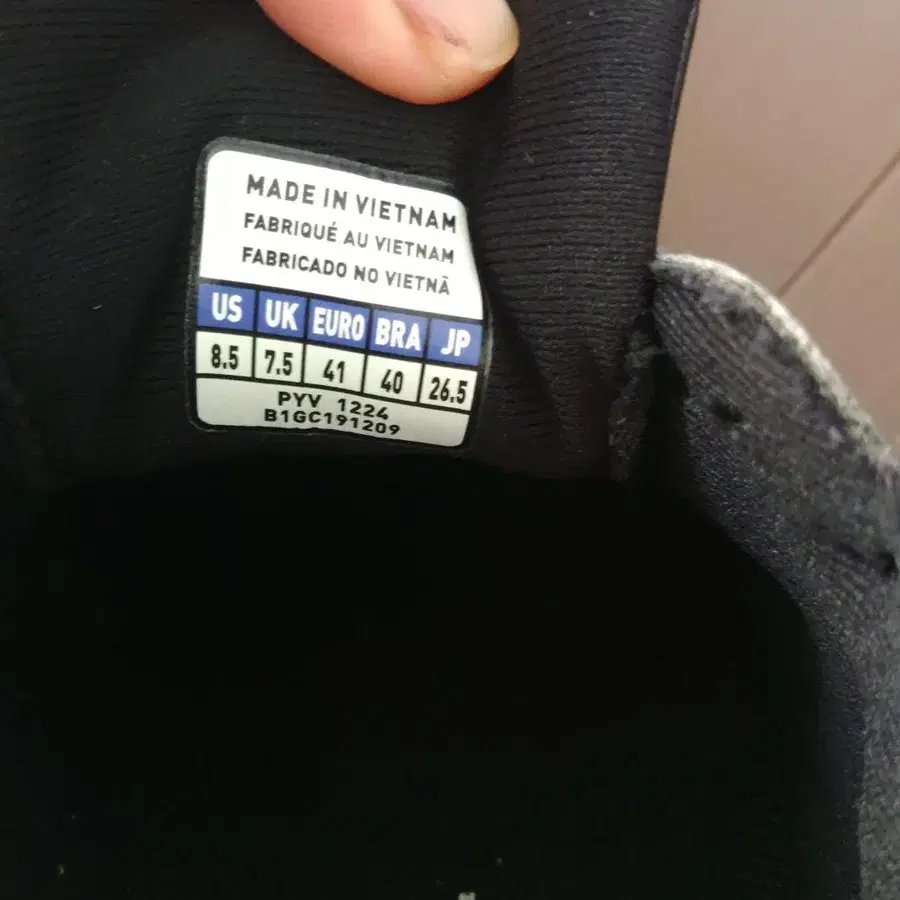 MADE IN VIETNAM
FABRIQUÉ AU VIETNAM
FABRICADO NO VIETNÃ
US UK EURO BRA JP
8.5 7.5 41 40 26.5
PYV 1224
B1GC191209